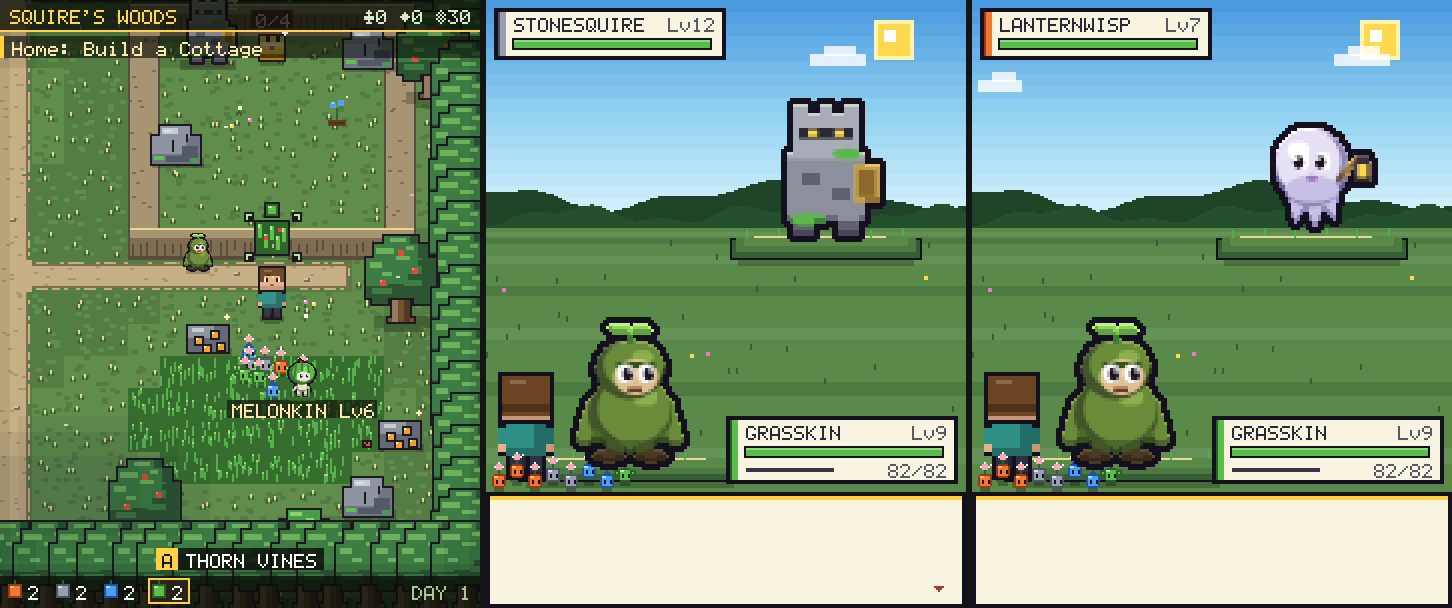 SQUIRE'S WOODS
0/4
0 0 30
Home: Build a Cottage
MELONKIN Lv6
A THORN VINES
2 2 2 2
DAY 1
STONESQUIRE Lv12
GRASSKIN Lv9
82/82
LANTERNWISP Lv7
GRASSKIN Lv9
82/82